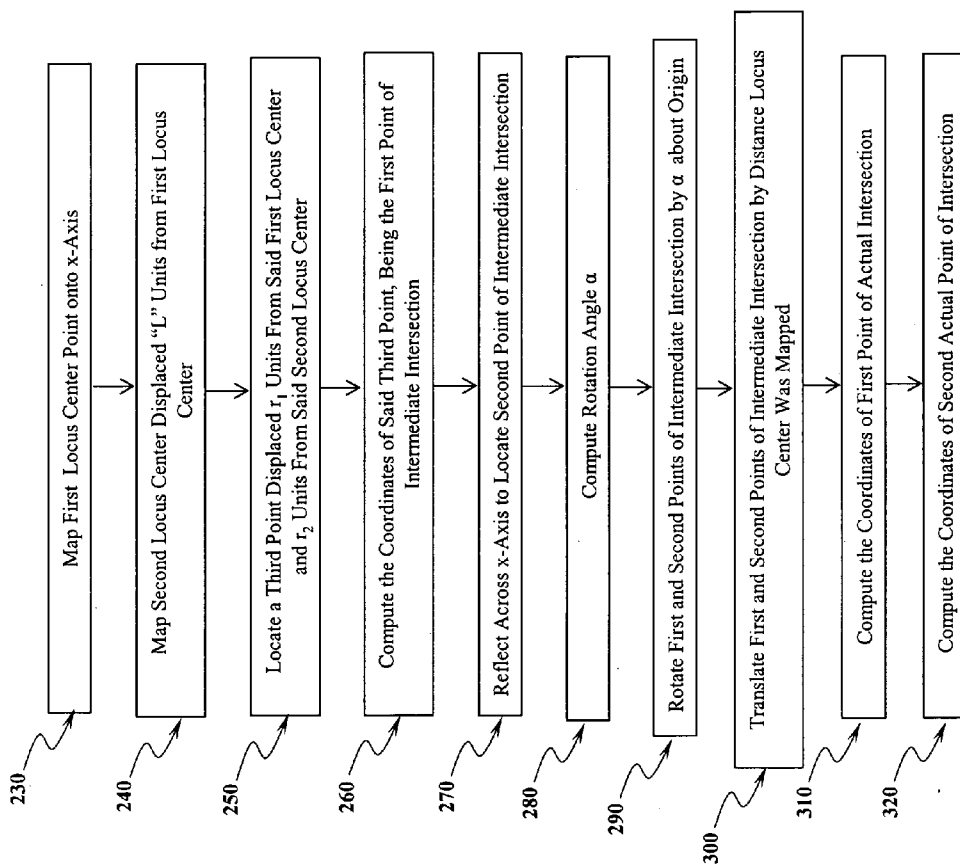 230
Map First Locus Center Point onto x-Axis
240
Map Second Locus Center Displaced “L” Units from First Locus
Center
250
Locate a Third Point Displaced r₁ Units From Said First Locus Center
and r₂ Units From Said Second Locus Center
260
Compute the Coordinates of Said Third Point, Being the First Point of
Intermediate Intersection
270
Reflect Across x-Axis to Locate Second Point of Intermediate Intersection
280
Compute Rotation Angle α
290
Rotate First and Second Points of Intermediate Intersection by α about Origin
300
Translate First and Second Points of Intermediate Intersection by Distance Locus
Center Was Mapped
310
Compute the Coordinates of First Point of Actual Intersection
320
Compute the Coordinates of Second Actual Point of Intersection